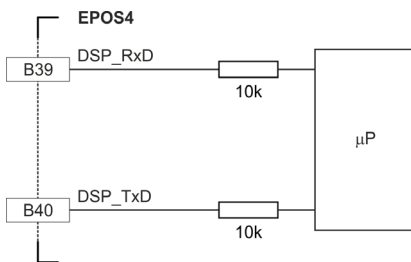 EPOS4
B39
DSP_RxD
10k
µP
B40
DSP_TxD
10k